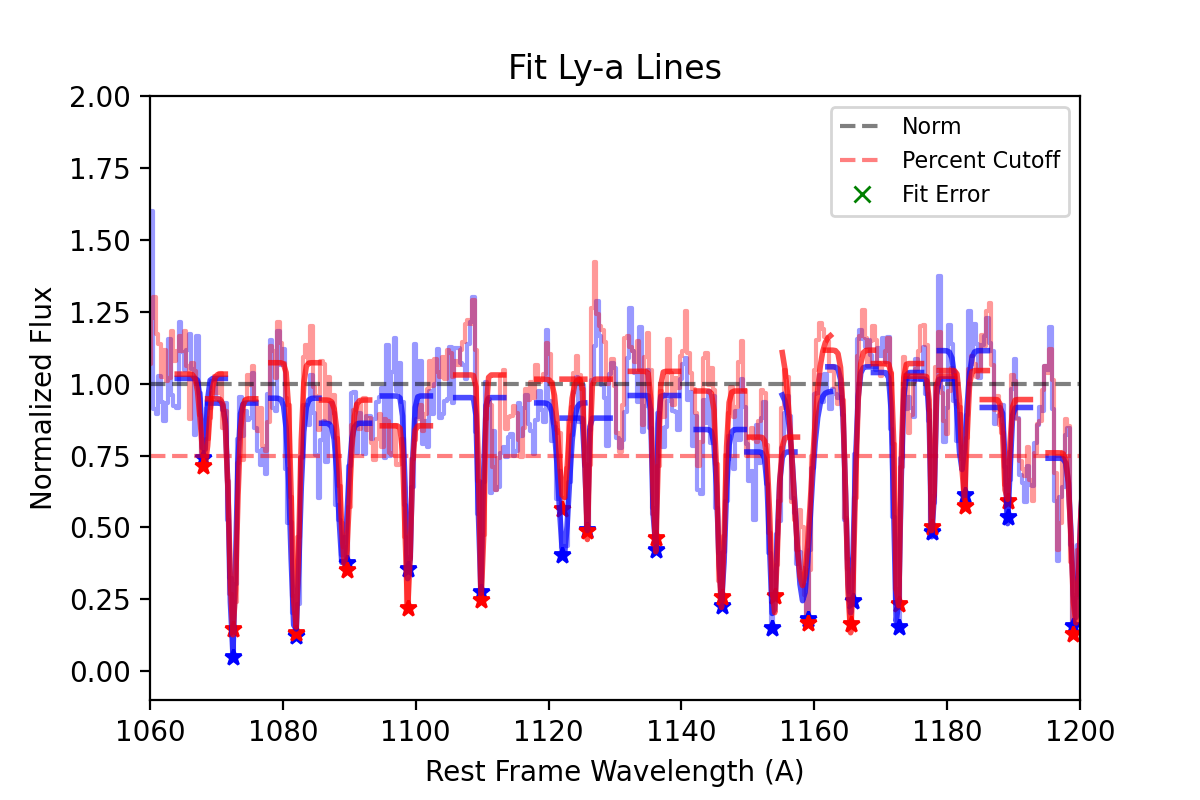 Fit Ly-a Lines
2.00
1.75
1.50
1.25
1.00
0.75
0.50
0.25
0.00
Normalized Flux
Norm
Percent Cutoff
Fit Error
1060 1080 1100 1120 1140 1160 1180 1200
Rest Frame Wavelength (A)